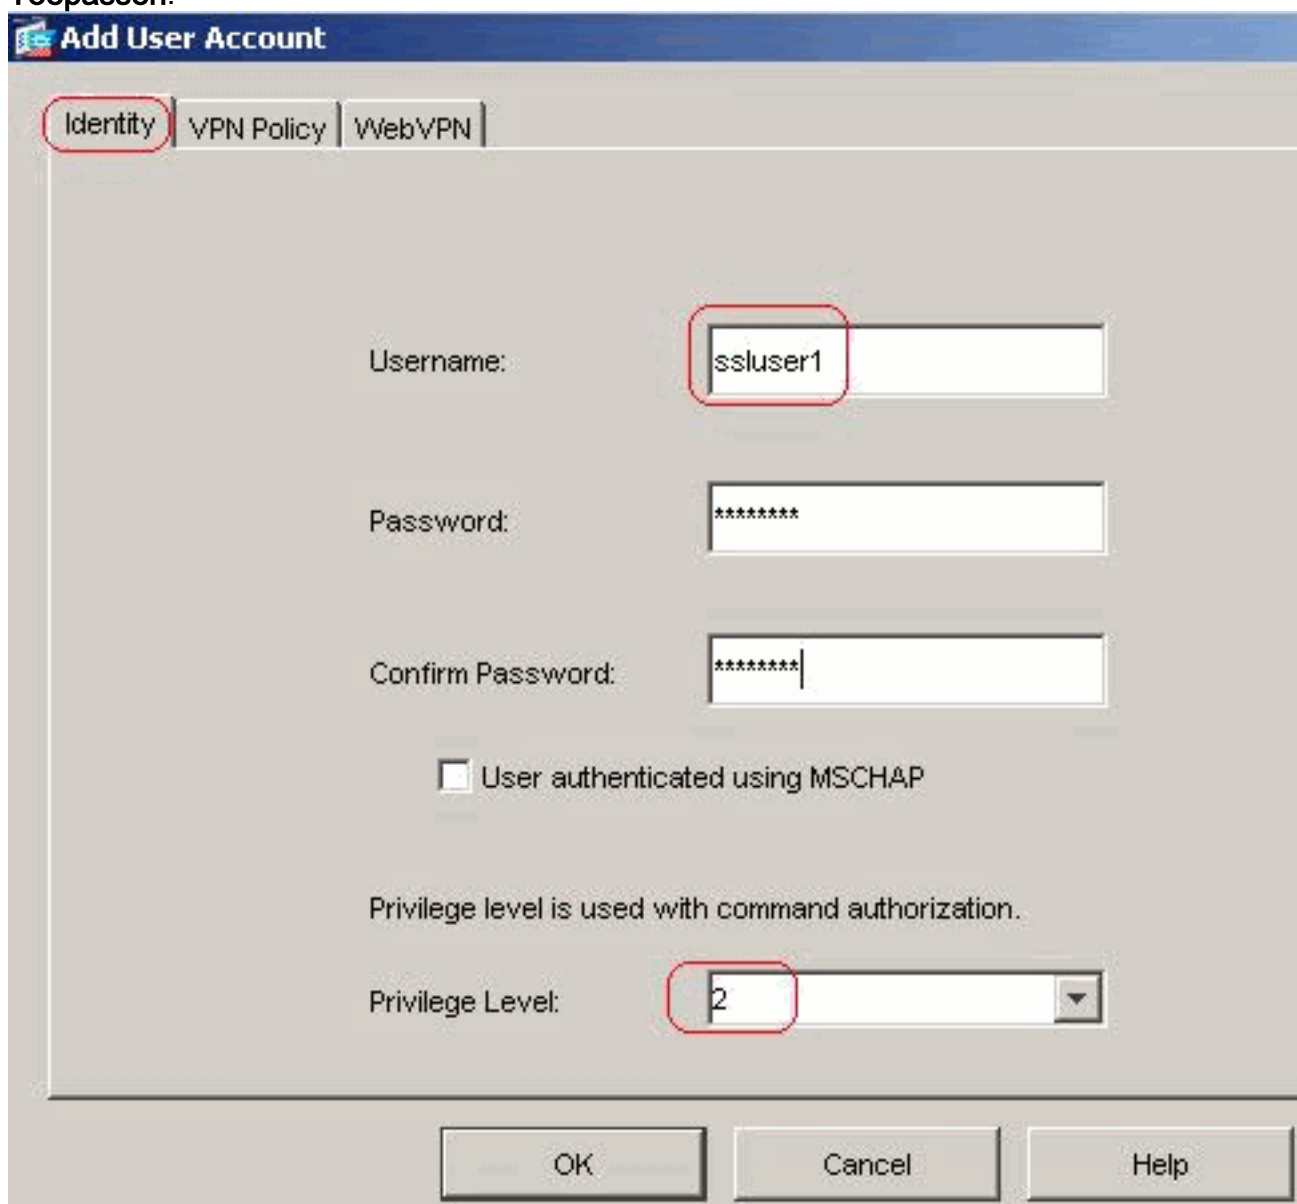 Toepassen.
Add User Account
Identity VPN Policy WebVPN
Username: ssluser1
Password: ********
Confirm Password: ********
User authenticated using MSCHAP
Privilege level is used with command authorization.
Privilege Level: 2
OK Cancel Help